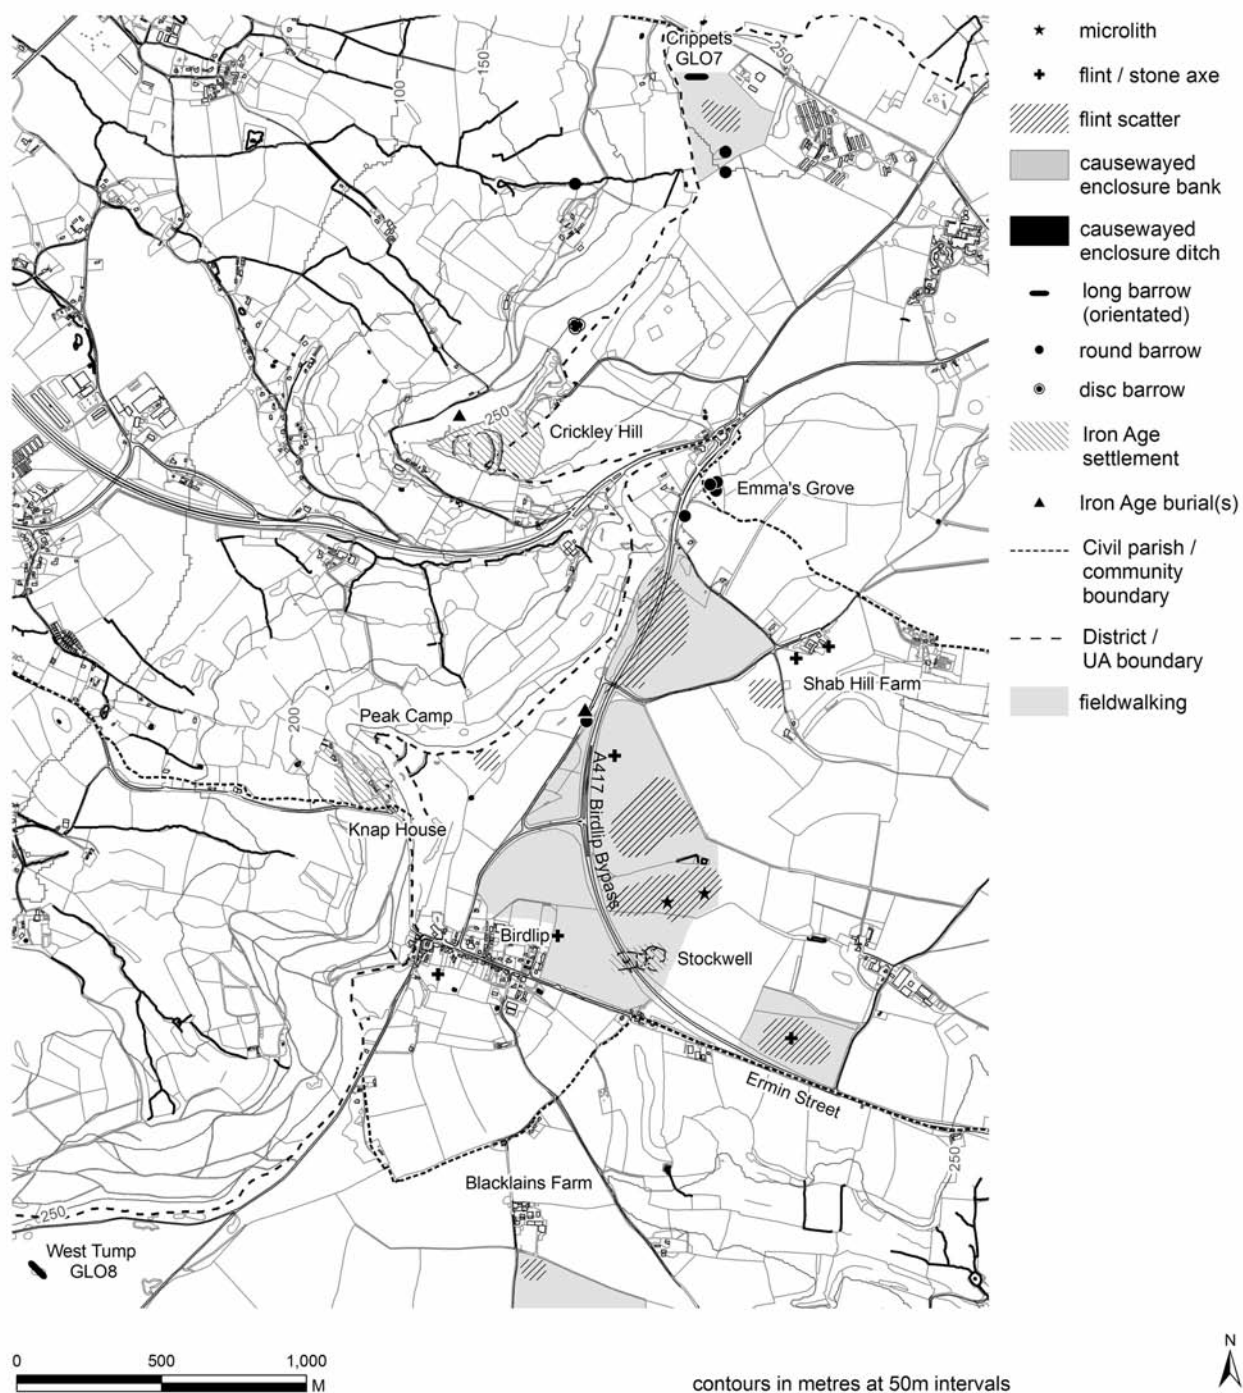 Crippets
GLO7
250
150
100
Crickley Hill
250
Emma's Grove
Shab Hill Farm
200
Peak Camp
Knap House
A417 Birdlip Bypass
Birdlip
Stockwell
Ermin Street
Blacklains Farm
250
250
West Tump
GLO8
microlith
flint / stone axe
flint scatter
causewayed
enclosure bank
causewayed
enclosure ditch
long barrow
(orientated)
round barrow
disc barrow
Iron Age
settlement
Iron Age burial(s)
Civil parish /
community
boundary
District /
UA boundary
fieldwalking
0 500 1,000
M
contours in metres at 50m intervals
N